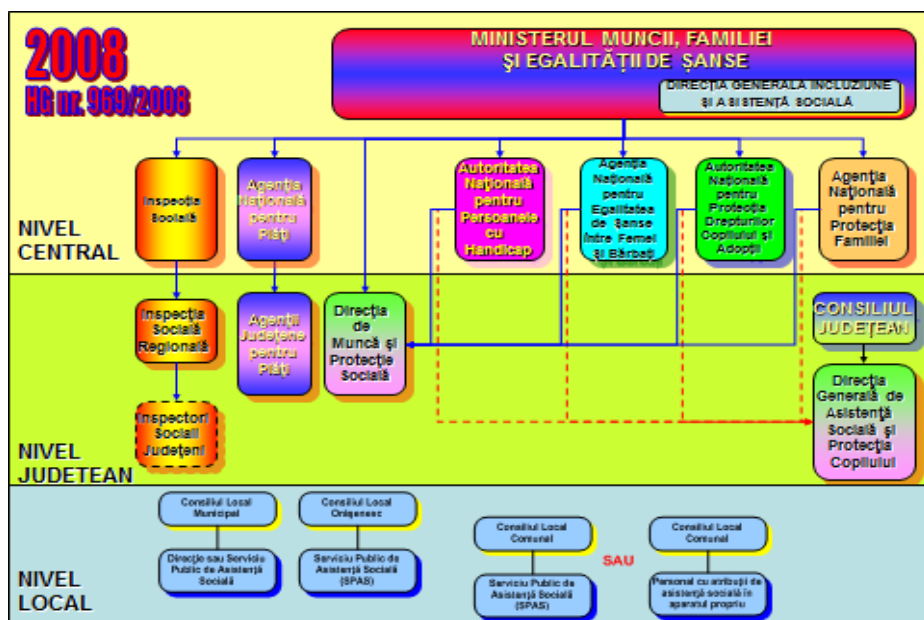 2008
HG nr. 969/2008
MINISTERUL MUNCII, FAMILIEI
ŞI EGALITĂŢII DE ŞANSE
DIRECŢIA GENERALĂ INCLUZIUNE
ŞI ASISTENŢĂ SOCIALĂ
NIVEL
CENTRAL
Inspecţia
Socială
Agenţia
Naţională
pentru
Plăţi
Autoritatea
Naţională
pentru
Persoanele
cu
Handicap
Agenţia
Naţională
pentru
Egalitatea
de Şanse
între Femei
şi Bărbaţi
Autoritatea
Naţională
pentru
Protecţia
Drepturilor
Copilului şi
Adopţii
Agenţia
Naţională
pentru
Protecţia
Familiei
NIVEL
JUDETEAN
Inspecţia
Socială
Regională
Inspectori
Sociali
Judeţeni
Agenţii
Judeţene
pentru
Plăţi
Direcţia
de
Muncă şi
Protecţie
Socială
CONSILIUL
JUDEŢEAN
Direcţia
Generală de
Asistenţă
Socială şi
Protecţia
Copilului
NIVEL
LOCAL
Consiliul Local
Municipal
Direcţie sau Serviciu
Public de Asistenţă
Socială
Consiliul Local
Orăşenesc
Serviciu Public de
Asistenţă Socială
(SPAS)
Consiliul Local
Comunal
Serviciu Public de
Asistenţă Socială
(SPAS)
SAU
Consiliul Local
Comunal
Personal cu atribuţii de
asistenţă socială în
aparatul propriu